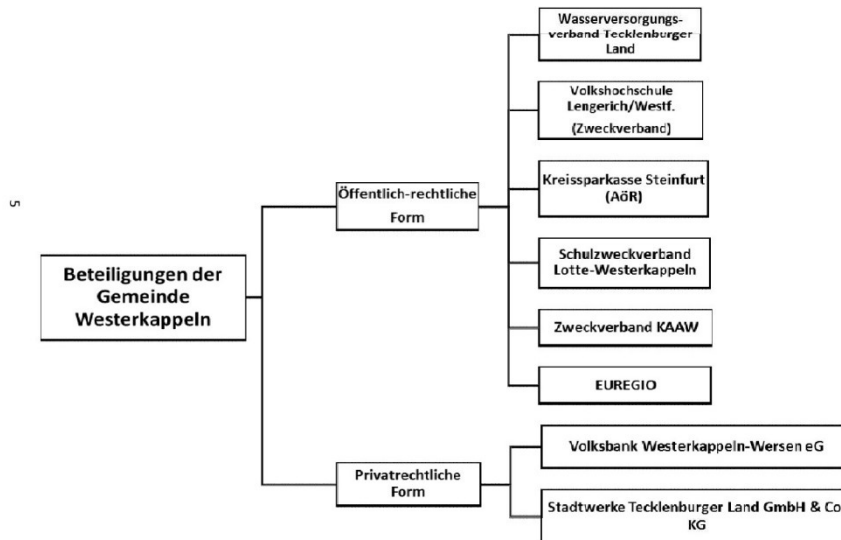 Wasserversorgungs-
verband Tecklenburger
Land
Volkshochschule
Lengerich/Westf.
(Zweckverband)
Öffentlich-rechtliche
Form
Kreissparkasse Steinfurt
(AöR)
5
Schulzweckverband
Lotte-Westerkappeln
Beteiligungen der
Gemeinde
Westerkappeln
Zweckverband KAAW
EUREGIO
Privatrechtliche
Form
Volksbank Westerkappeln-Wersen eG
Stadtwerke Tecklenburger Land GmbH & Co
KG